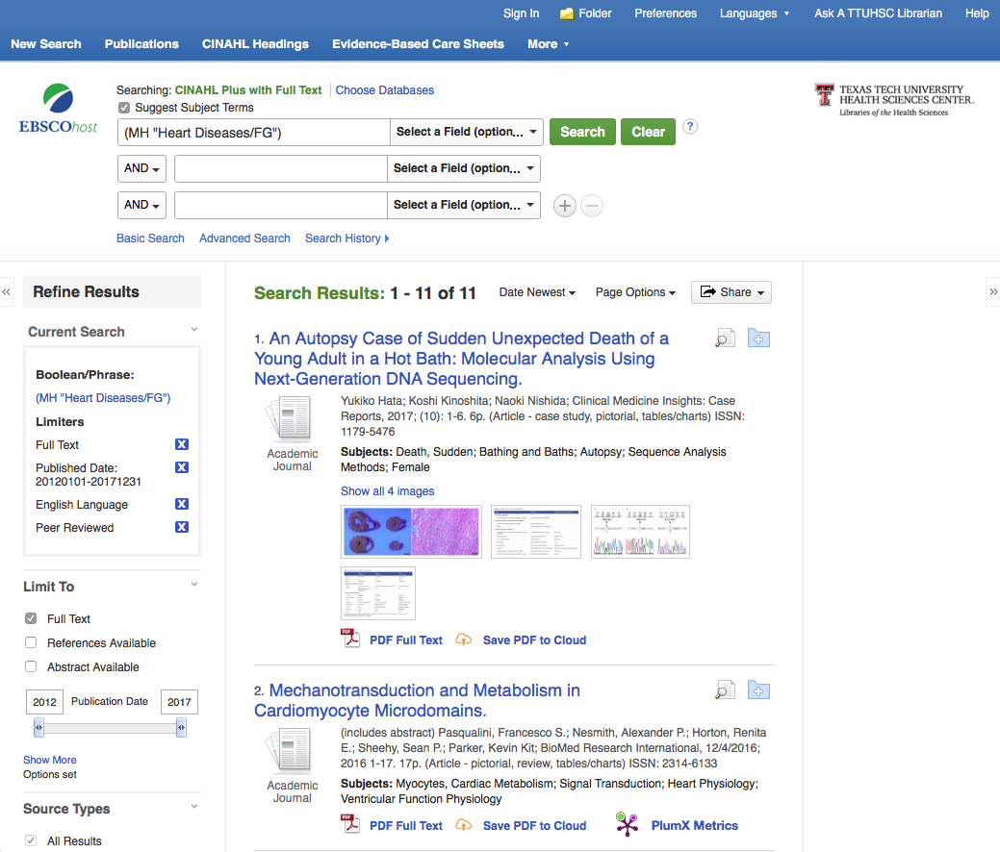 Sign In Folder Preferences Languages Ask A TTUHSC Librarian Help
New Search Publications CINAHL Headings Evidence-Based Care Sheets More
EBSCOhost
Searching: CINAHL Plus with Full Text Choose Databases
Suggest Subject Terms
(MH "Heart Diseases/FG") Select a Field (option... Search Clear ?
AND Select a Field (option...
AND Select a Field (option...
Basic Search Advanced Search Search History
TEXAS TECH UNIVERSITY
HEALTH SCIENCES CENTER.
Libraries of the Health Sciences
«
Refine Results
Current Search
Boolean/Phrase:
(MH "Heart Diseases/FG")
Limiters
Full Text X
Published Date: X
20120101-20171231
English Language X
Peer Reviewed X
Limit To
Full Text
References Available
Abstract Available
2012 Publication Date 2017
Show More
Options set
Source Types
All Results
Search Results: 1 - 11 of 11 Date Newest Page Options Share
»
1. An Autopsy Case of Sudden Unexpected Death of a
Young Adult in a Hot Bath: Molecular Analysis Using
Next-Generation DNA Sequencing.
Academic
Journal
Yukiko Hata; Koshi Kinoshita; Naoki Nishida; Clinical Medicine Insights: Case
Reports, 2017; (10): 1-6. 6p. (Article - case study, pictorial, tables/charts) ISSN:
1179-5476
Subjects: Death, Sudden; Bathing and Baths; Autopsy; Sequence Analysis
Methods; Female
Show all 4 images
PDF PDF Full Text Save PDF to Cloud
2. Mechanotransduction and Metabolism in
Cardiomyocyte Microdomains.
Academic
Journal
(includes abstract) Pasqualini, Francesco S.; Nesmith, Alexander P.; Horton, Renita
E.; Sheehy, Sean P.; Parker, Kevin Kit; BioMed Research International, 12/4/2016;
2016 1-17. 17p. (Article - pictorial, review, tables/charts) ISSN: 2314-6133
Subjects: Myocytes, Cardiac Metabolism; Signal Transduction; Heart Physiology;
Ventricular Function Physiology
PDF PDF Full Text Save PDF to Cloud PlumX Metrics